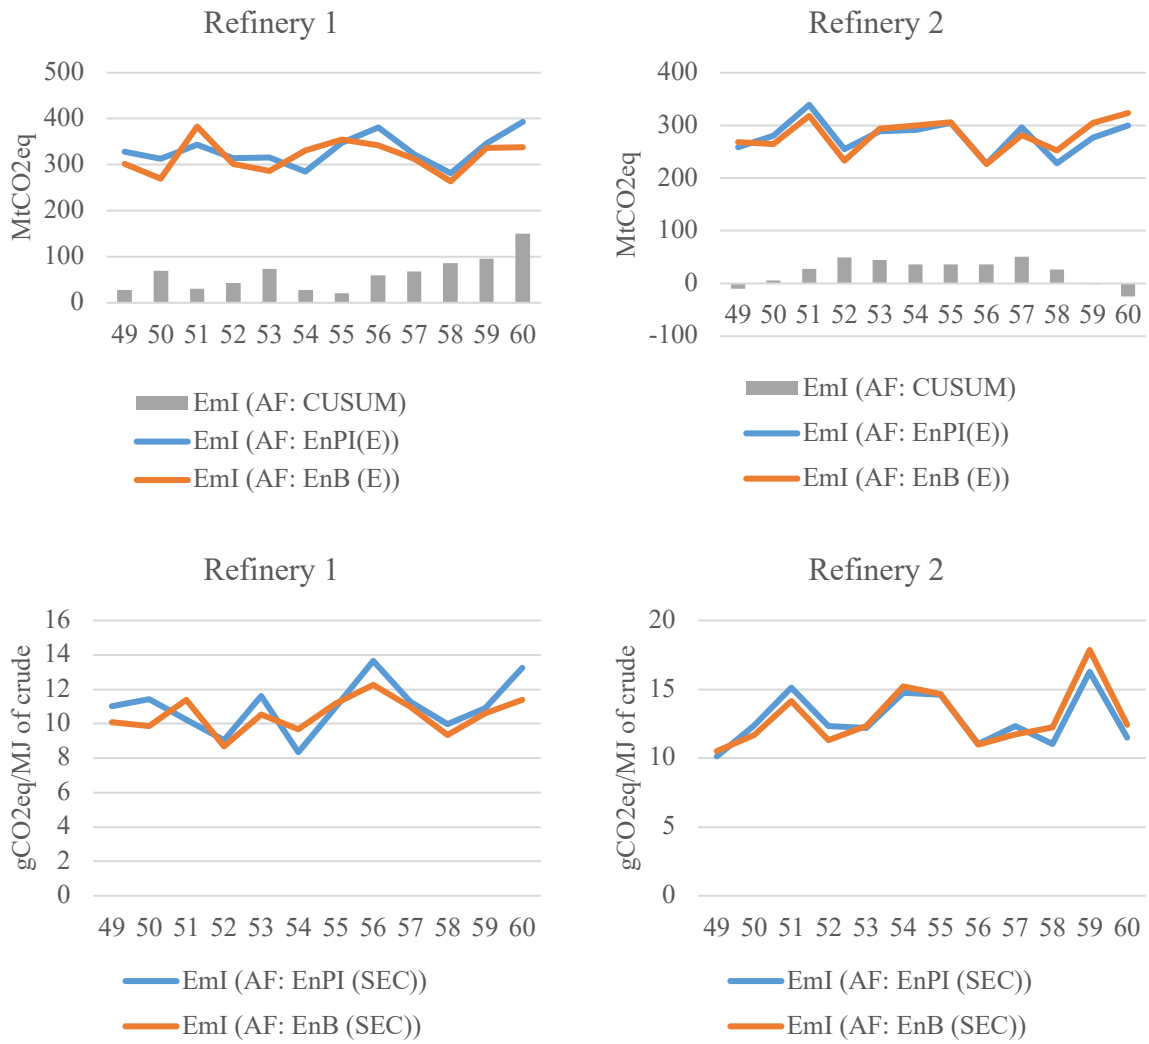 Refinery 1
500
400
300
200
100
0
MtCO2eq
49 50 51 52 53 54 55 56 57 58 59 60
EmI (AF: CUSUM)
EmI (AF: EnPI(E))
EmI (AF: EnB (E))
Refinery 2
400
300
200
100
0
-100
MtCO2eq
49 50 51 52 53 54 55 56 57 58 59 60
EmI (AF: CUSUM)
EmI (AF: EnPI(E))
EmI (AF: EnB (E))
Refinery 1
16
14
12
10
8
6
4
2
0
gCO2eq/MJ of crude
49 50 51 52 53 54 55 56 57 58 59 60
EmI (AF: EnPI (SEC))
EmI (AF: EnB (SEC))
Refinery 2
20
15
10
5
0
gCO2eq/MJ of crude
49 50 51 52 53 54 55 56 57 58 59 60
EmI (AF: EnPI (SEC))
EmI (AF: EnB (SEC))